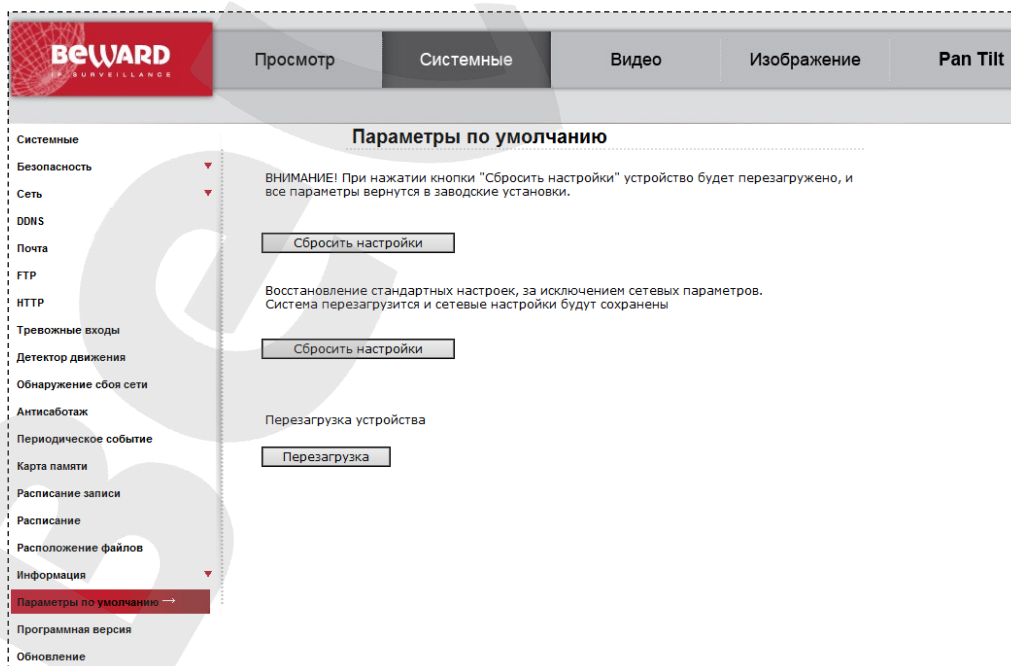 BEWARD
IP SURVEILLANCE
Просмотр
Системные
Видео
Изображение
Pan Tilt
Системные
Безопасность
Сеть
DDNS
Почта
FTP
HTTP
Тревожные входы
Детектор движения
Обнаружение сбоя сети
Антисаботаж
Периодическое событие
Карта памяти
Расписание записи
Расписание
Расположение файлов
Информация
Параметры по умолчанию →
Программная версия
Обновление
Параметры по умолчанию
ВНИМАНИЕ! При нажатии кнопки "Сбросить настройки" устройство будет перезагружено, и
все параметры вернутся в заводские установки.
Сбросить настройки
Восстановление стандартных настроек, за исключением сетевых параметров.
Система перезагрузится и сетевые настройки будут сохранены
Сбросить настройки
Перезагрузка устройства
Перезагрузка